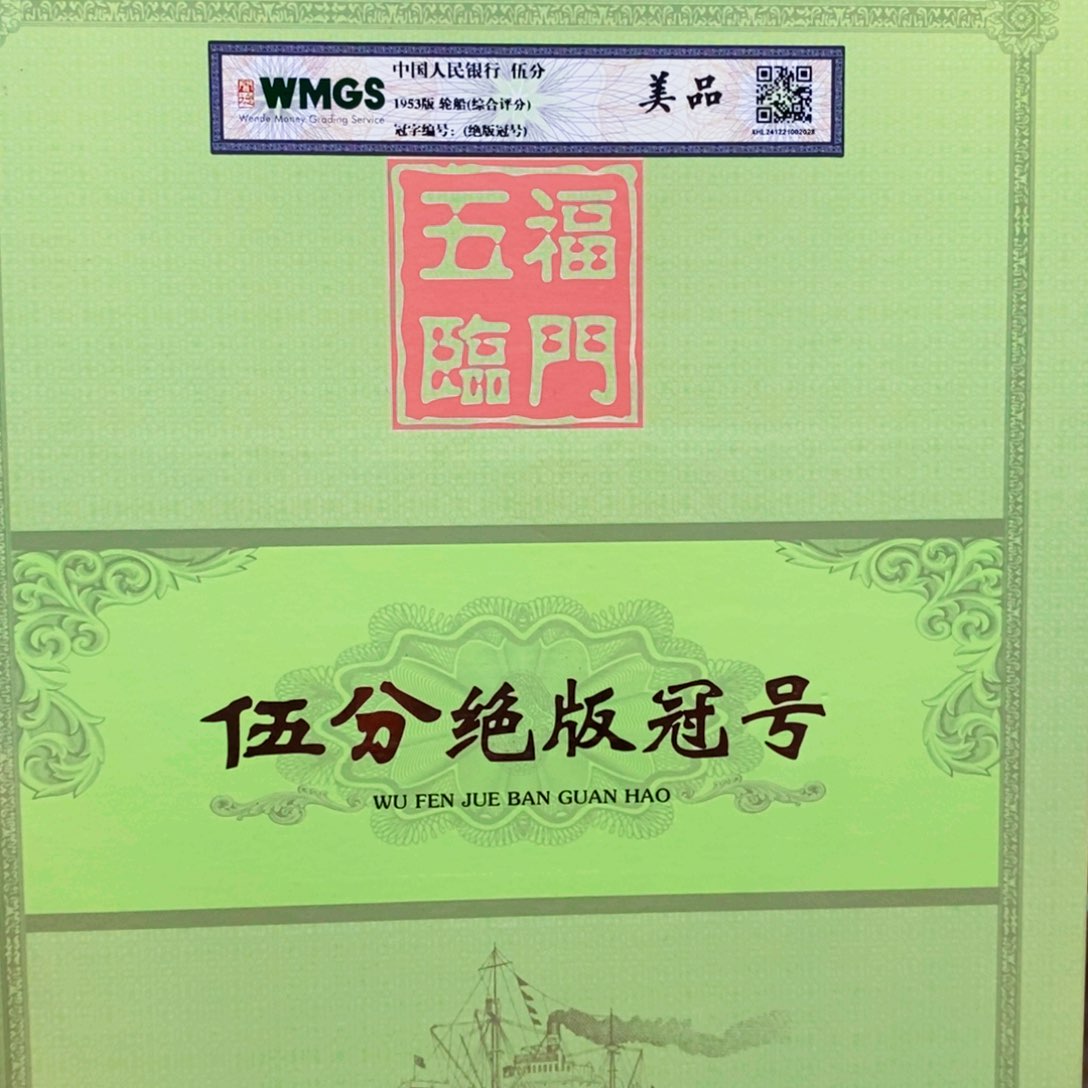 WMGS
Wende Money Grading Service
中国人民银行 伍分
1953版 轮船(综合评分)
冠字编号：(绝版冠号)
美品
XHL241221002028
五福
臨門
伍分绝版冠号
WU FEN JUE BAN GUAN HAO